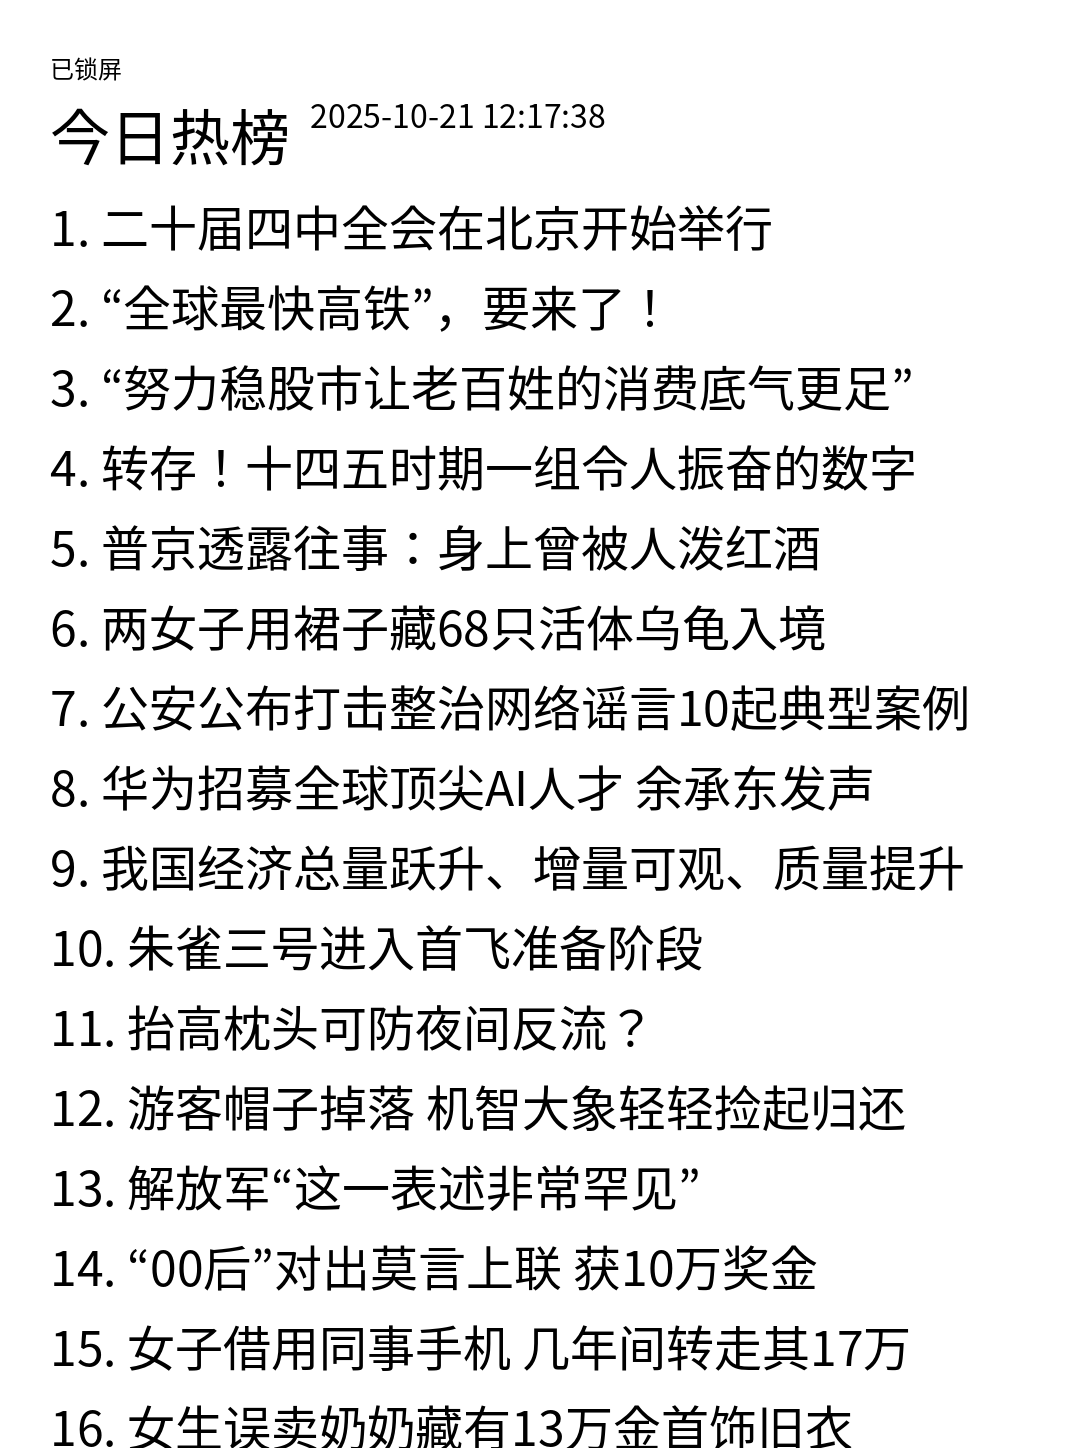 已锁屏
今日热榜 2025-10-21 12:17:38
1. 二十届四中全会在北京开始举行
2. “全球最快高铁”，要来了！
3. “努力稳股市让老百姓的消费底气更足”
4. 转存！十四五时期一组令人振奋的数字
5. 普京透露往事：身上曾被人泼红酒
6. 两女子用裙子藏68只活体乌龟入境
7. 公安公布打击整治网络谣言10起典型案例
8. 华为招募全球顶尖AI人才 余承东发声
9. 我国经济总量跃升、增量可观、质量提升
10. 朱雀三号进入首飞准备阶段
11. 抬高枕头可防夜间反流？
12. 游客帽子掉落 机智大象轻轻捡起归还
13. 解放军“这一表述非常罕见”
14. “00后”对出莫言上联 获10万奖金
15. 女子借用同事手机 几年间转走其17万
16. 女生误卖奶奶藏有13万金首饰旧衣